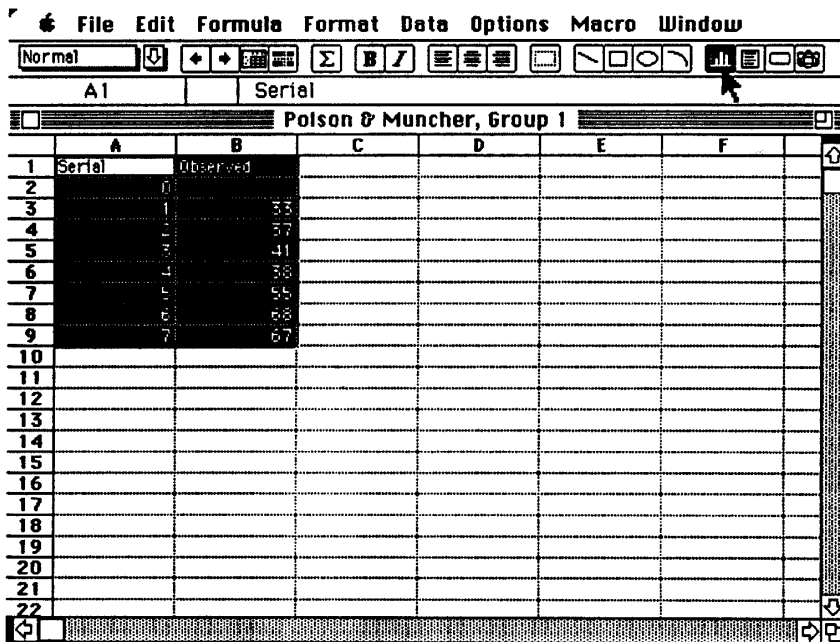 File Edit Formula Format Data Options Macro Window
Normal Σ B I
A1 Serial
Polson & Muncher, Group 1
A B C D E F
1 Serial Observed
2 0
3 1 33
4 2 37
5 3 41
6 4 38
7 5 55
8 6 68
9 7 67
10
11
12
13
14
15
16
17
18
19
20
21
22